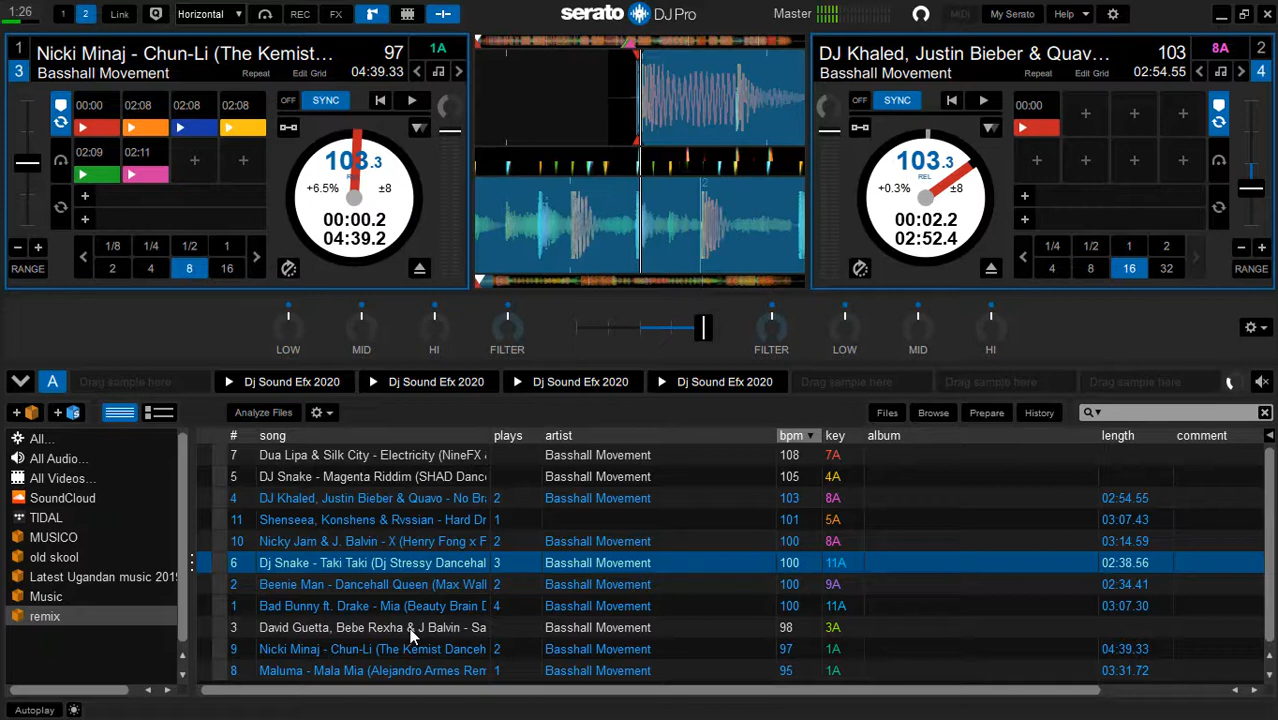 1:26 1 2 Link Horizontal REC FX serato DJ Pro Master MIDI My Serato Help
1 Nicki Minaj - Chun-Li (The Kemist... 97 1A
3 Basshall Movement Repeat Edit Grid 04:39.33
00:00 02:08 02:08 02:08 OFF SYNC
02:09 02:11
103.3
REL
+6.5% ±8
00:00.2
04:39.2
1/8 1/4 1/2 1
2 4 8 16
RANGE
2
DJ Khaled, Justin Bieber & Quav... 103 8A 2
Basshall Movement Repeat Edit Grid 02:54.55 4
OFF SYNC 00:00
103.3
REL
+0.3% ±8
00:02.2
02:52.4
1/4 1/2 1 2
4 8 16 32
RANGE
LOW MID HI FILTER FILTER LOW MID HI
A Drag sample here Dj Sound Efx 2020 Dj Sound Efx 2020 Dj Sound Efx 2020 Dj Sound Efx 2020 Drag sample here Drag sample here Drag sample here
Analyze Files Files Browse Prepare History
All...
All Audio...
All Videos...
SoundCloud
TIDAL
MUSICO
old skool
Latest Ugandan music 201
Music
remix
# song plays artist bpm key album length comment
7 Dua Lipa & Silk City - Electricity (NineFX Basshall Movement 108 7A
5 DJ Snake - Magenta Riddim (SHAD Danc Basshall Movement 105 4A
4 DJ Khaled, Justin Bieber & Quavo - No Br 2 Basshall Movement 103 8A 02:54.55
11 Shenseea, Konshens & Rvssian - Hard Dr 1 101 5A 03:07.43
10 Nicky Jam & J. Balvin - X (Henry Fong x F 2 Basshall Movement 100 8A 03:14.59
6 Dj Snake - Taki Taki (Dj Stressy Dancehal 3 Basshall Movement 100 11A 02:38.56
2 Beenie Man - Dancehall Queen (Max Wall Basshall Movement 100 9A 02:34.41
1 Bad Bunny ft. Drake - Mia (Beauty Brain D 4 Basshall Movement 100 11A 03:07.30
3 David Guetta, Bebe Rexha & J Balvin - Sa Basshall Movement 98 3A
9 Nicki Minaj - Chun-Li (The Kemist Danceh 2 Basshall Movement 97 1A 04:39.33
8 Maluma - Mala Mia (Alejandro Armes Rem 1 Basshall Movement 95 1A 03:31.72
Autoplay